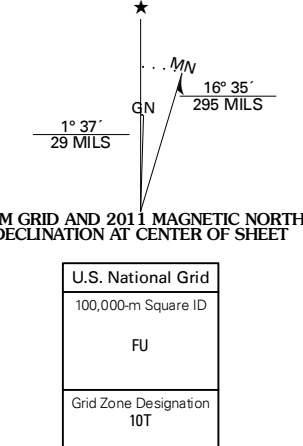 ★
MN
GN
16° 35´
295 MILS
1° 37´
29 MILS
M GRID AND 2011 MAGNETIC NORTH
DECLINATION AT CENTER OF SHEET
U.S. National Grid
100,000-m Square ID
FU
Grid Zone Designation
10T